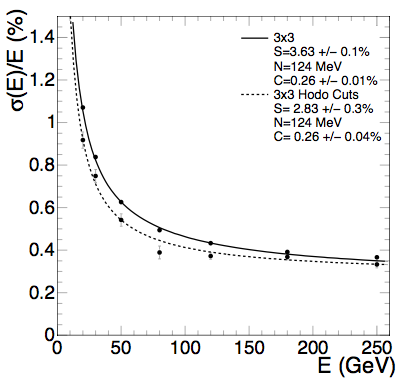 σ(E)/E (%)
1.4
1.2
1
0.8
0.6
0.4
0.2
0
3x3
S=3.63 +/− 0.1%
N=124 MeV
C=0.26 +/− 0.01%
3x3 Hodo Cuts
S= 2.83 +/− 0.3%
N=124 MeV
C= 0.26 +/− 0.04%
0 50 100 150 200 250
E (GeV)